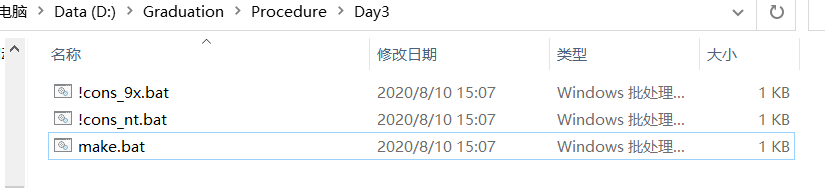 电脑 > Data (D:) > Graduation > Procedure > Day3
名称 修改日期 类型 大小
!cons_9x.bat 2020/8/10 15:07 Windows 批处理... 1 KB
!cons_nt.bat 2020/8/10 15:07 Windows 批处理... 1 KB
make.bat 2020/8/10 15:07 Windows 批处理... 1 KB